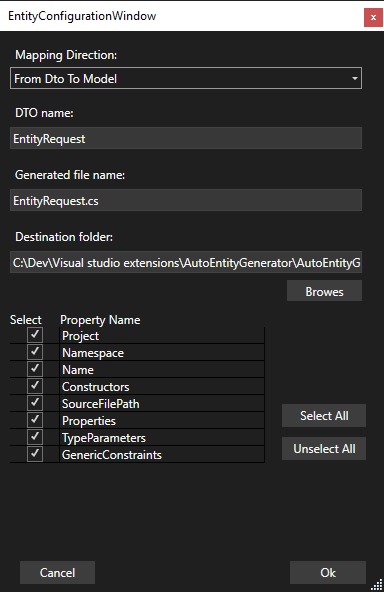 EntityConfigurationWindow
x
Mapping Direction:
From Dto To Model
DTO name:
EntityRequest
Generated file name:
EntityRequest.cs
Destination folder:
C:\Dev\Visual studio extensions\AutoEntityGenerator\AutoEntityG
Browes
Select Property Name
Project
Namespace
Name
Constructors
SourceFilePath
Properties
TypeParameters
GenericConstraints
Select All
Unselect All
Cancel
Ok